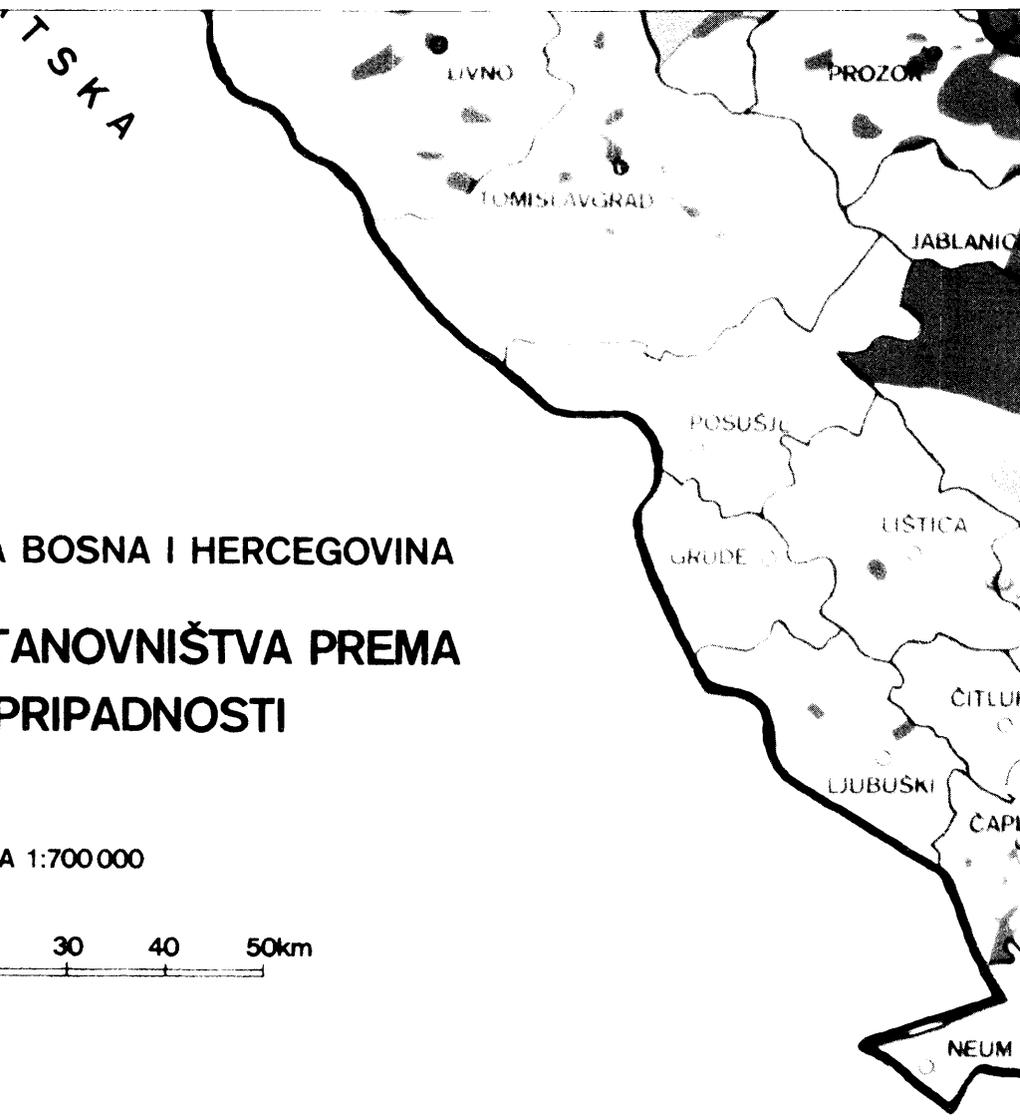 TSKA
LIVNO
PROZOR
TOMISLAVGRAD
JABLANIC
POSUŠJE
LIŠTICA
GRUDE
A BOSNA I HERCEGOVINA
TANOVNIŠTVA PREMA
PRIPADNOSTI
ČITLUK
LJUBUŠKI
ČAPL
A 1:700 000
30 40 50km
NEUM